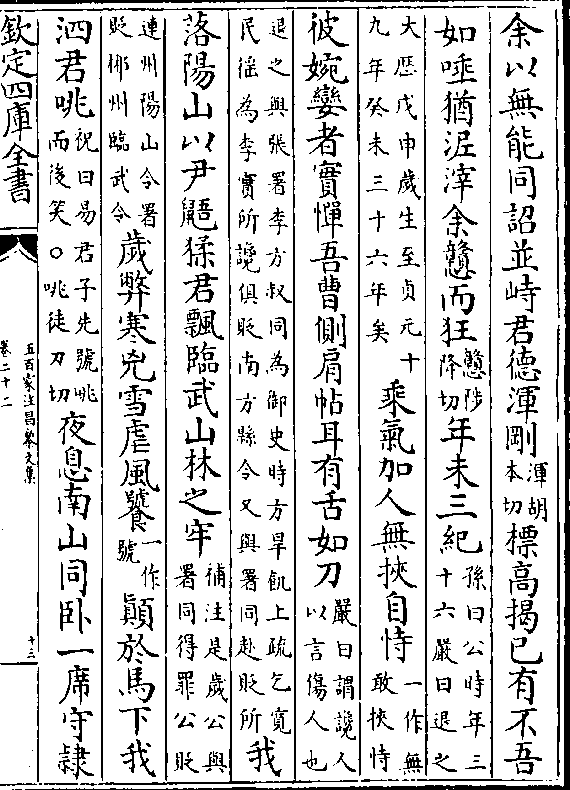 余以無能同詔並峙君德渾剛渾胡本切標高揭已有不吾
如唖猶泥滓余戇而狂戇陟降切年未三紀孫曰公時年三十六嚴曰退之
大歴戊申歲生至貞元十九年癸未三十六年矣乘氣加人無挾自恃一作無敢挾恃
彼婉孌者實憚吾曹側肩帖耳有舌如刀嚴曰謂讒人以言傷人也
退之與張署李方叔同為御史時方旱飢上疏乞寛民徭為李實所讒俱貶南方縣令又與署同赴貶所我
落陽山以尹鼯猱君飄臨武山林之牢補注是歲公與署同得罪公貶
連州陽山令署貶郴州臨武令歲弊寒兇雪虐風饕一作號顛於馬下我
泗君咷祝曰易君子先號咷而後笑○咷徒刀切夜息南山同卧一席守隷
欽定四庫全書
五百家注昌黎文集
卷二十二
十三